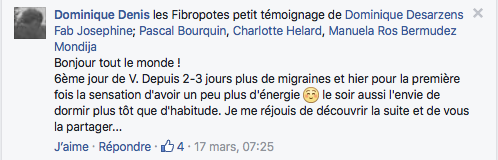 Dominique Denis les Fibropotes petit témoignage de Dominique Desarzens
Fab Josephine; Pascal Bourquin, Charlotte Helard, Manuela Ros Bermudez
Mondija
Bonjour tout le monde !
6ème jour de V. Depuis 2-3 jours plus de migraines et hier pour la première
fois la sensation d'avoir un peu plus d'énergie ☺ le soir aussi l'envie de
dormir plus tôt que d'habitude. Je me réjouis de découvrir la suite et de vous
la partager...
J'aime · Répondre · 4 · 17 mars, 07:25